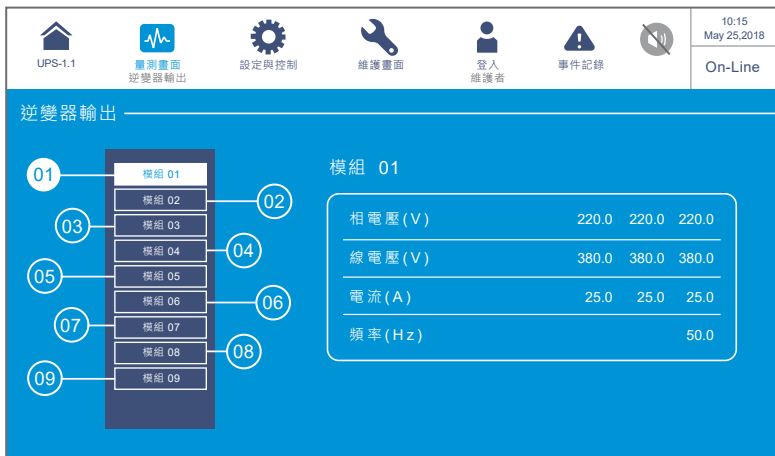 UPS-1.1
量測畫面
逆變器輸出
設定與控制
維護畫面
登入
維護者
事件記錄
10:15
May 25,2018
On-Line
逆變器輸出
模組 01
01
模組 01
模組 02
02
03
模組 03
模組 04
04
05
模組 05
模組 06
06
07
模組 07
模組 08
08
09
模組 09
相電壓(V) 220.0 220.0 220.0
線電壓(V) 380.0 380.0 380.0
電流(A) 25.0 25.0 25.0
頻率(Hz) 50.0